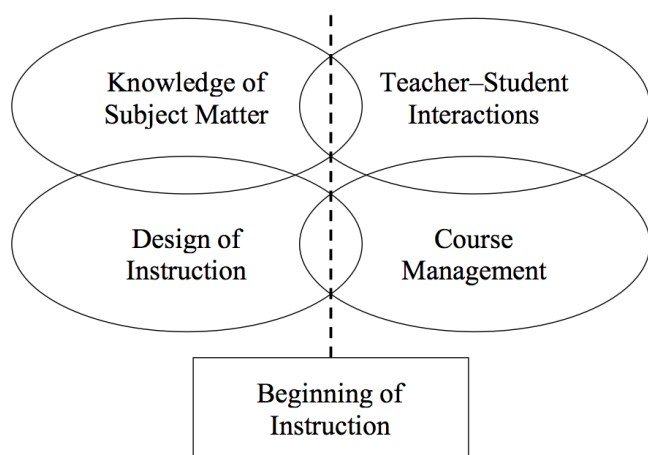 Knowledge of
Subject Matter
Teacher–Student
Interactions
Design of
Instruction
Course
Management
Beginning of
Instruction